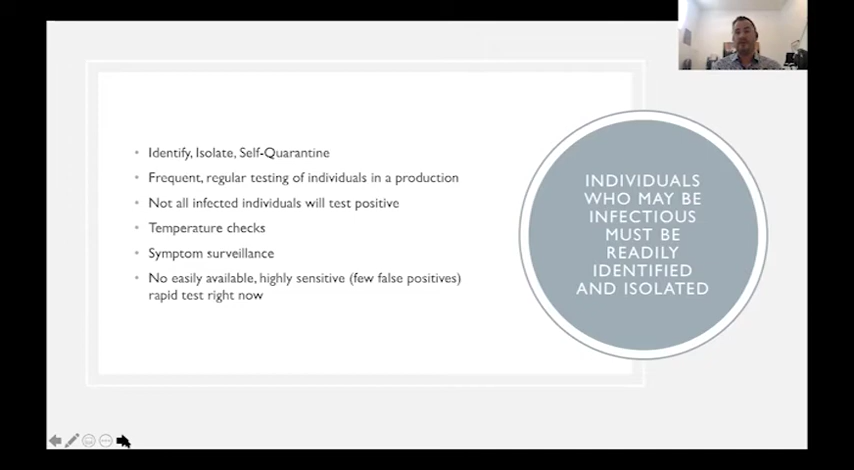 Identify, Isolate, Self-Quarantine
Frequent, regular testing of individuals in a production
Not all infected individuals will test positive
Temperature checks
Symptom surveillance
No easily available, highly sensitive (few false positives)
rapid test right now
INDIVIDUALS
WHO MAY BE
INFECTIOUS
MUST BE
READILY
IDENTIFIED
AND ISOLATED